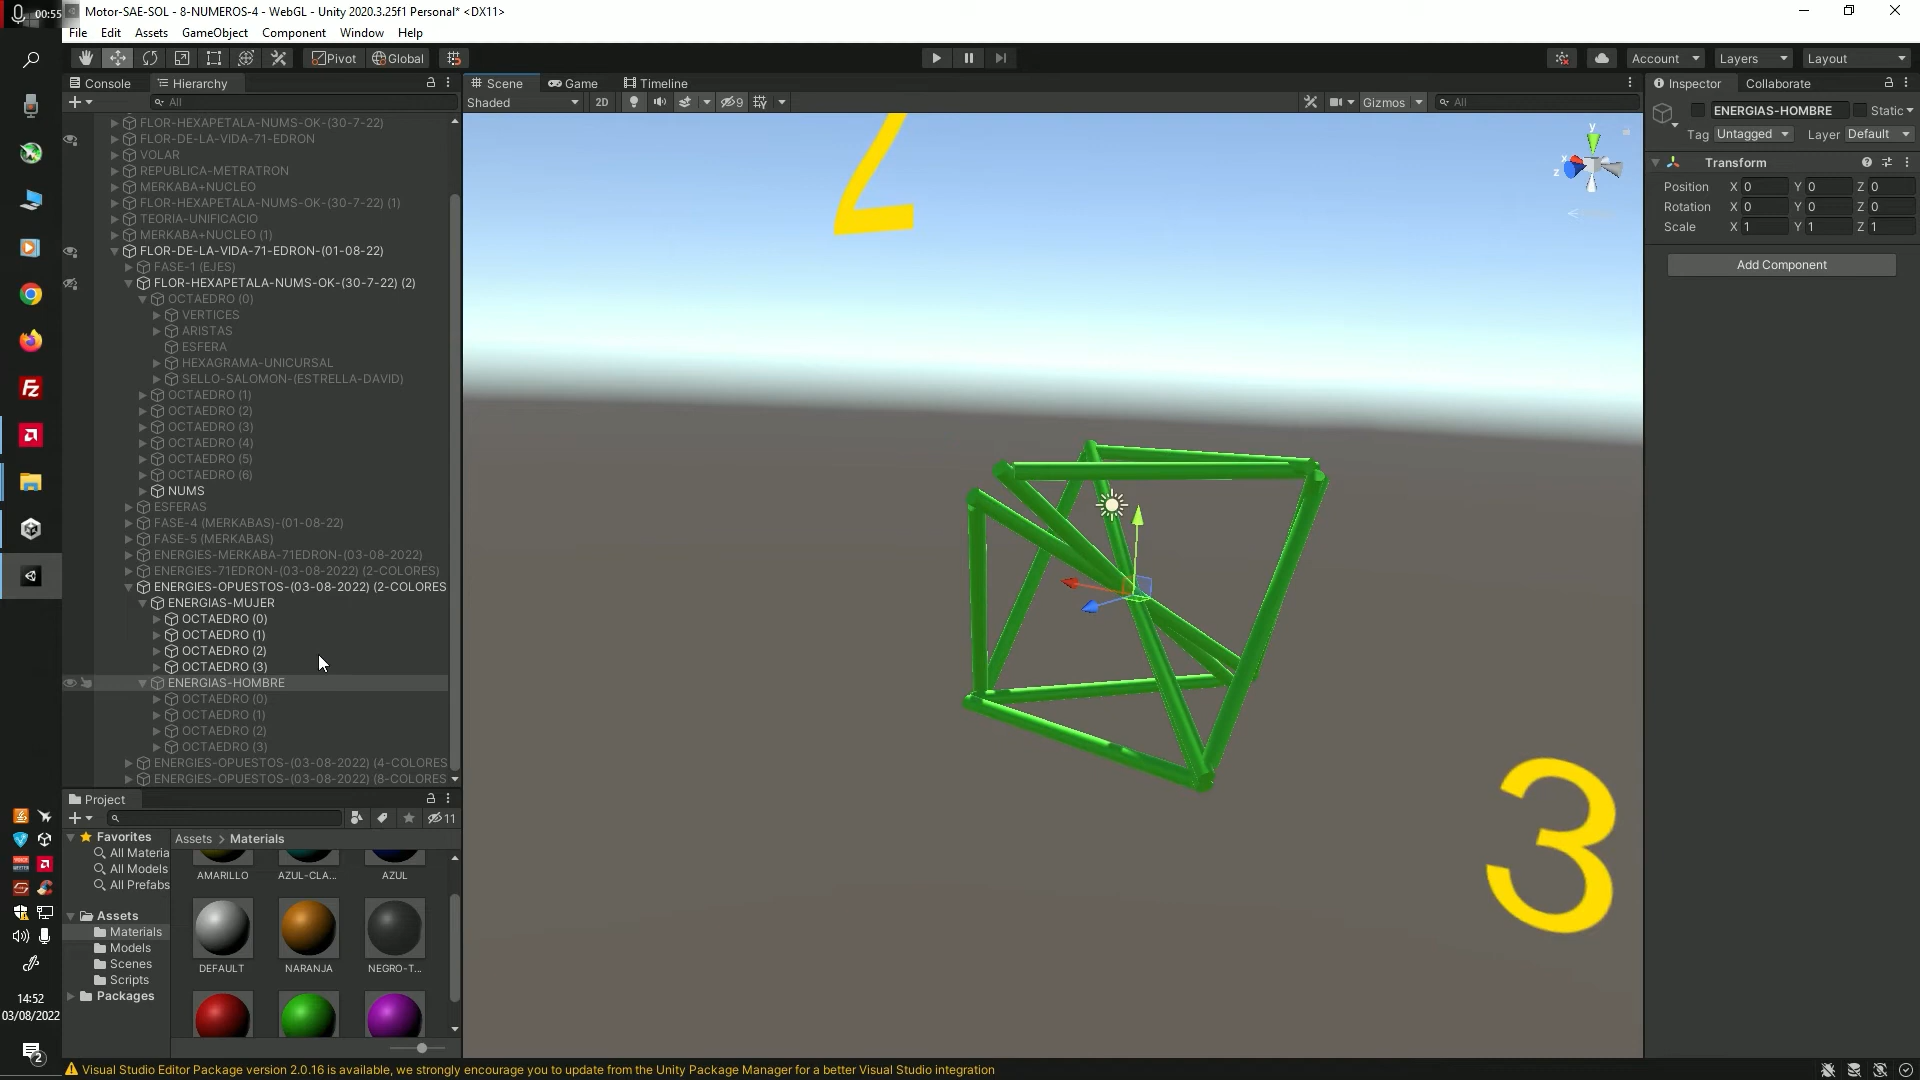 00:55
Motor-SAE-SOL - 8-NUMEROS-4 - WebGL - Unity 2020.3.25f1 Personal* <DX11>
File Edit Assets GameObject Component Window Help
Pivot Global
Account Layers Layout
Console Hierarchy
All
FLOR-HEXAPETALA-NUMS-OK-(30-7-22)
FLOR-DE-LA-VIDA-71-EDRON
VOLAR
REPUBLICA-METRATRON
MERKABA+NUCLEO
FLOR-HEXAPETALA-NUMS-OK-(30-7-22) (1)
TEORIA-UNIFICACIO
MERKABA+NUCLEO (1)
FLOR-DE-LA-VIDA-71-EDRON-(01-08-22)
FASE-1 (EJES)
FLOR-HEXAPETALA-NUMS-OK-(30-7-22) (2)
OCTAEDRO (0)
VERTICES
ARISTAS
ESFERA
HEXAGRAMA-UNICURSAL
SELLO-SALOMON-(ESTRELLA-DAVID)
OCTAEDRO (1)
OCTAEDRO (2)
OCTAEDRO (3)
OCTAEDRO (4)
OCTAEDRO (5)
OCTAEDRO (6)
NUMS
ESFERAS
FASE-4 (MERKABAS)-(01-08-22)
FASE-5 (MERKABAS)
ENERGIES-MERKABA-71EDRON-(03-08-2022)
ENERGIES-71EDRON-(03-08-2022) (2-COLORES)
ENERGIES-OPUESTOS-(03-08-2022) (2-COLORES
ENERGIAS-MUJER
OCTAEDRO (0)
OCTAEDRO (1)
OCTAEDRO (2)
OCTAEDRO (3)
ENERGIAS-HOMBRE
OCTAEDRO (0)
OCTAEDRO (1)
OCTAEDRO (2)
OCTAEDRO (3)
ENERGIES-OPUESTOS-(03-08-2022) (4-COLORES
ENERGIES-OPUESTOS-(03-08-2022) (8-COLORES
Scene Game Timeline
Shaded 2D 9 Gizmos All
y
x
z
2
3
Inspector Collaborate
ENERGIAS-HOMBRE Static
Tag Untagged Layer Default
Transform
Position X 0 Y 0 Z 0
Rotation X 0 Y 0 Z 0
Scale X 1 Y 1 Z 1
Add Component
Project
11
Favorites
All Materia
All Models
All Prefabs
Assets
Materials
Models
Scenes
Scripts
Packages
Assets > Materials
AMARILLO AZUL-CLA... AZUL
DEFAULT NARANJA NEGRO-T...
14:52
03/08/2022
2
Visual Studio Editor Package version 2.0.16 is available, we strongly encourage you to update from the Unity Package Manager for a better Visual Studio integration